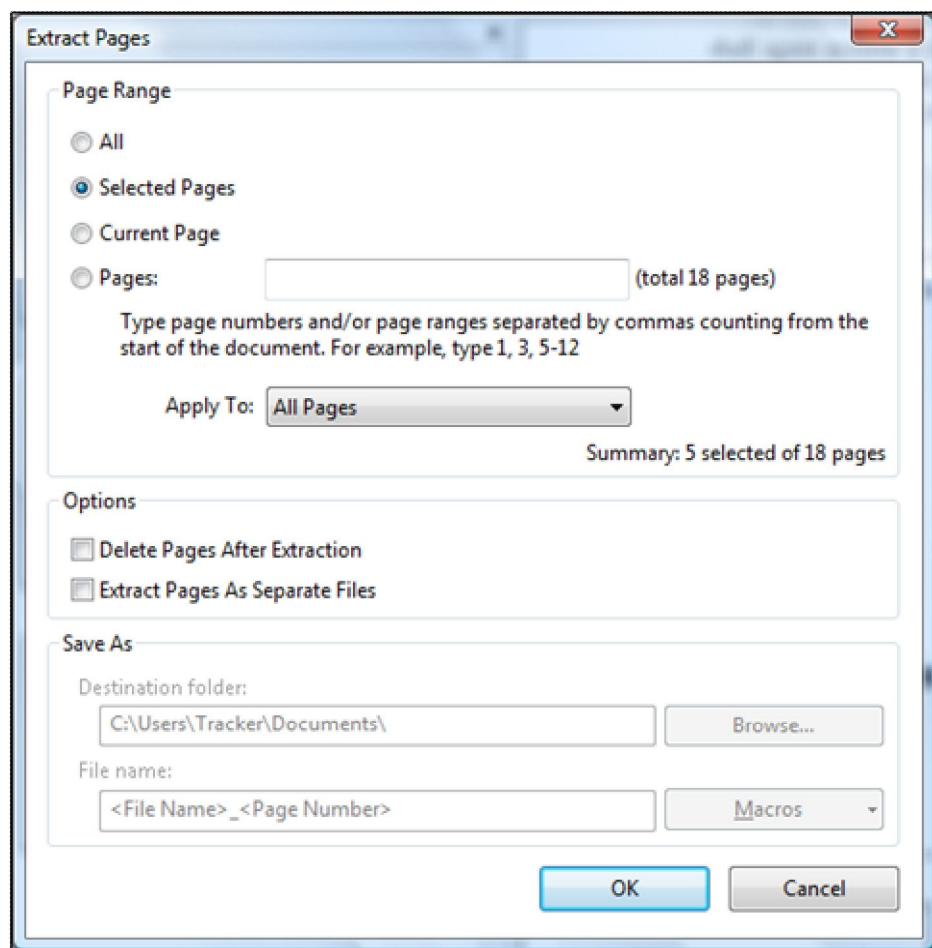 Extract Pages
Page Range
All
Selected Pages
Current Page
Pages:
(total 18 pages)
Type page numbers and/or page ranges separated by commas counting from the
start of the document. For example, type 1, 3, 5-12
Apply To: All Pages
Summary: 5 selected of 18 pages
Options
Delete Pages After Extraction
Extract Pages As Separate Files
Save As
Destination folder:
C:\Users\Tracker\Documents\
Browse...
File name:
<File Name>_<Page Number>
Macros
OK
Cancel